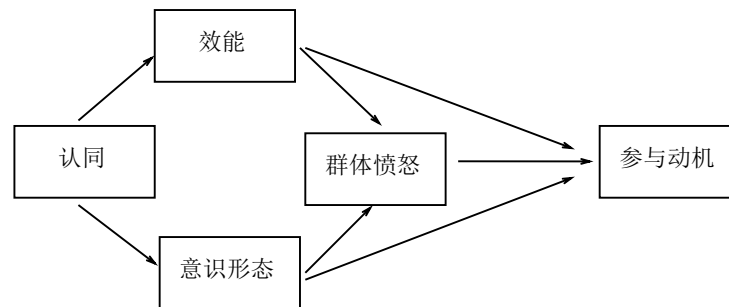 效能
认同
群体愤怒
参与动机
意识形态